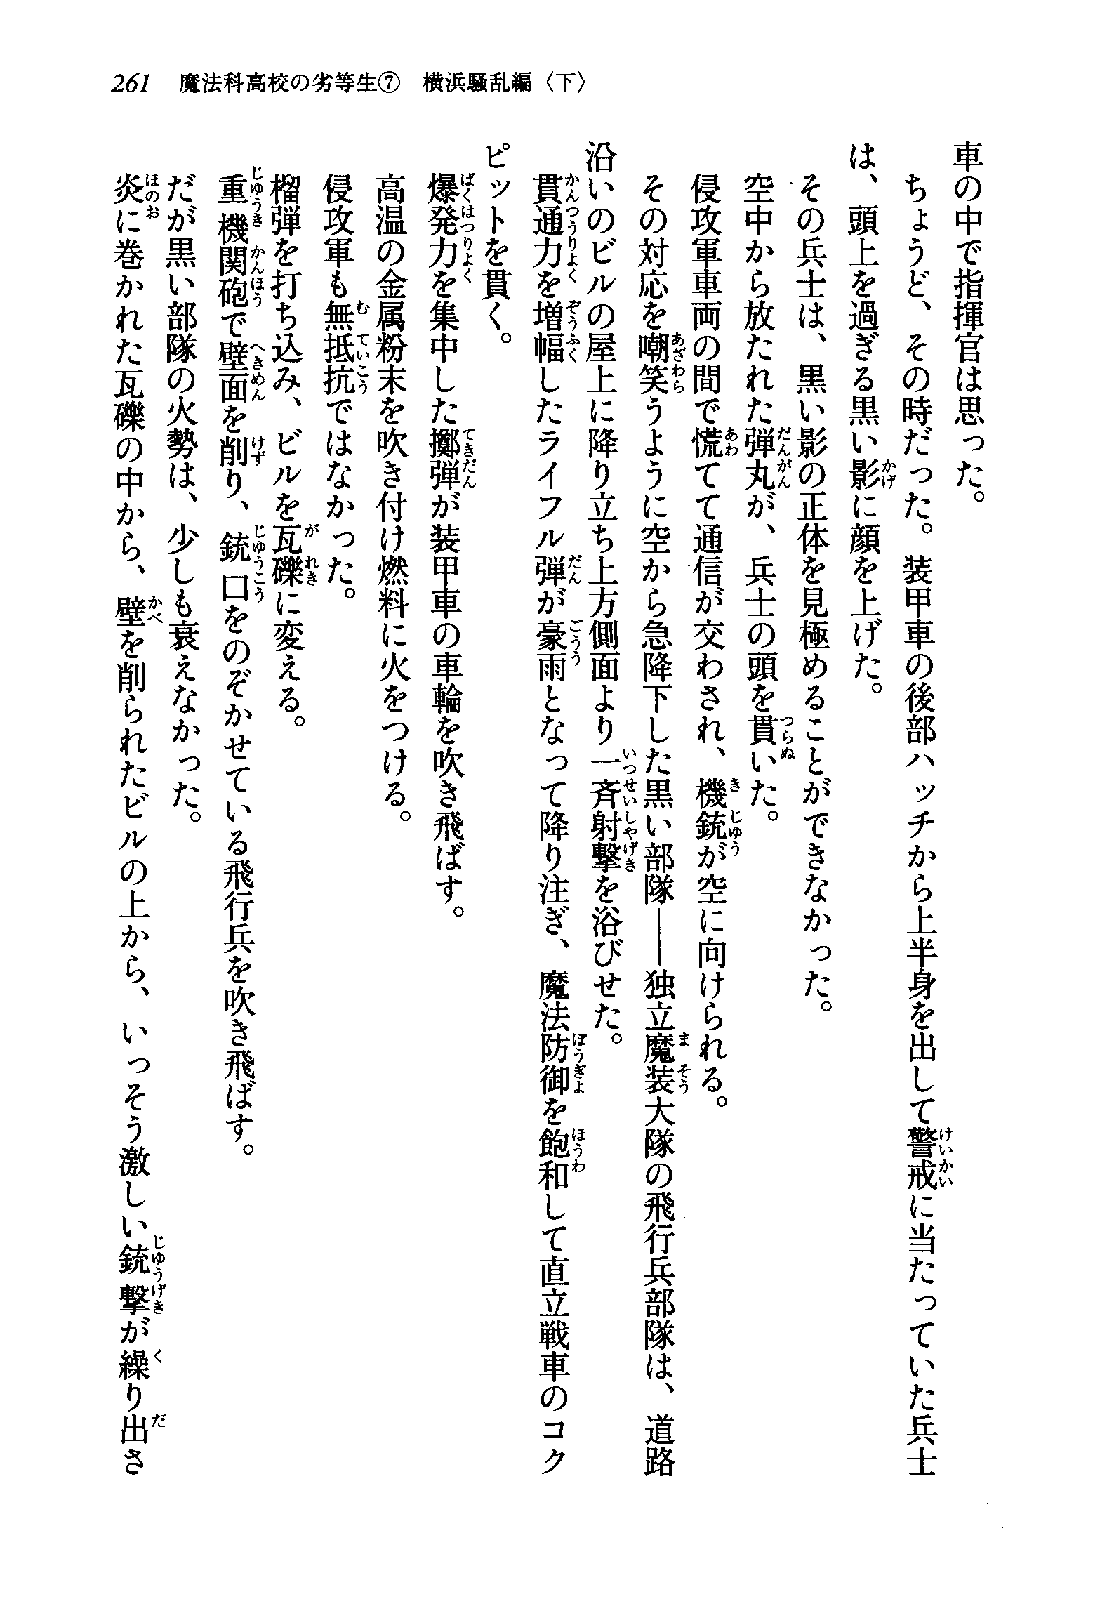 261　魔法科高校の劣等生⑦　横浜騒乱編〈下〉
車の中で指揮官は思った。
　ちょうど、その時だった。装甲車の後部ハッチから上半身を出して警戒に当たっていた兵士
は、頭上を過ぎる黒い影に顔を上げた。
　その兵士は、黒い影の正体を見極めることができなかった。
　空中から放たれた弾丸が、兵士の頭を貫いた。
　侵攻軍車両の間で慌てて通信が交わされ、機銃が空に向けられる。
　その対応を嘲笑うように空から急降下した黒い部隊――独立魔装大隊の飛行兵部隊は、道路
沿いのビルの屋上に降り立ち上方側面より一斉射撃を浴びせた。
　貫通力を増幅したライフル弾が豪雨となって降り注ぎ、魔法防御を飽和して直立戦車のコク
ピットを貫く。
　爆発力を集中した擲弾が装甲車の車輪を吹き飛ばす。
　高温の金属粉末を吹き付け燃料に火をつける。
　侵攻軍も無抵抗ではなかった。
　榴弾を打ち込み、ビルを瓦礫に変える。
　重機関砲で壁面を削り、銃口をのぞかせている飛行兵を吹き飛ばす。
　だが黒い部隊の火勢は、少しも衰えなかった。
　炎に巻かれた瓦礫の中から、壁を削られたビルの上から、いっそう激しい銃撃が繰り出さ